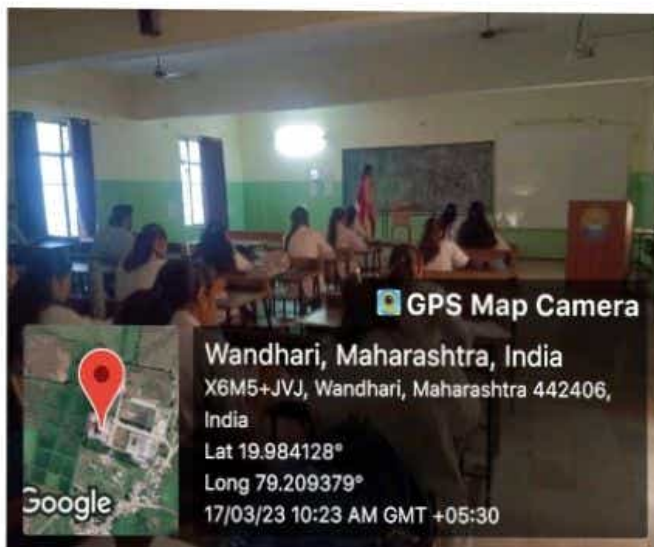 GPS Map Camera
Wandhari, Maharashtra, India
X6M5+JVJ, Wandhari, Maharashtra 442406,
India
Lat 19.984128°
Long 79.209379°
17/03/23 10:23 AM GMT +05:30
Google